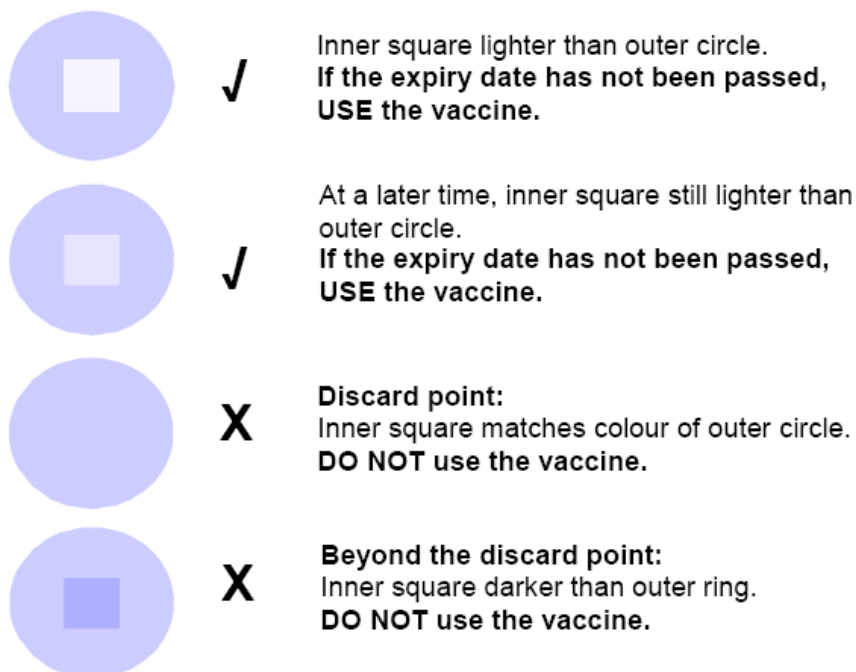 Inner square lighter than outer circle.
√ If the expiry date has not been passed,
USE the vaccine.
At a later time, inner square still lighter than
outer circle.
√ If the expiry date has not been passed,
USE the vaccine.
Discard point:
X Inner square matches colour of outer circle.
DO NOT use the vaccine.
Beyond the discard point:
X Inner square darker than outer ring.
DO NOT use the vaccine.